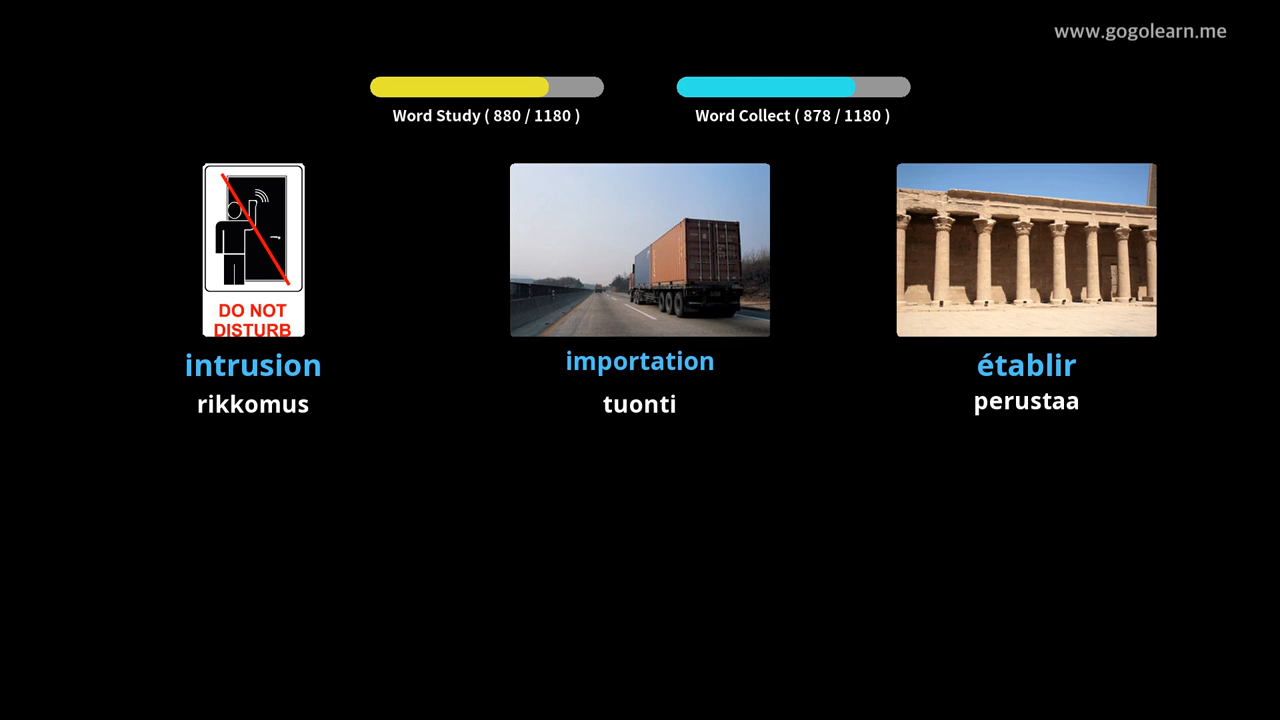 www.gogolearn.me
Word Study ( 880 / 1180 )
Word Collect ( 878 / 1180 )
DO NOT
DISTURB
intrusion
rikkomus
importation
tuonti
établir
perustaa